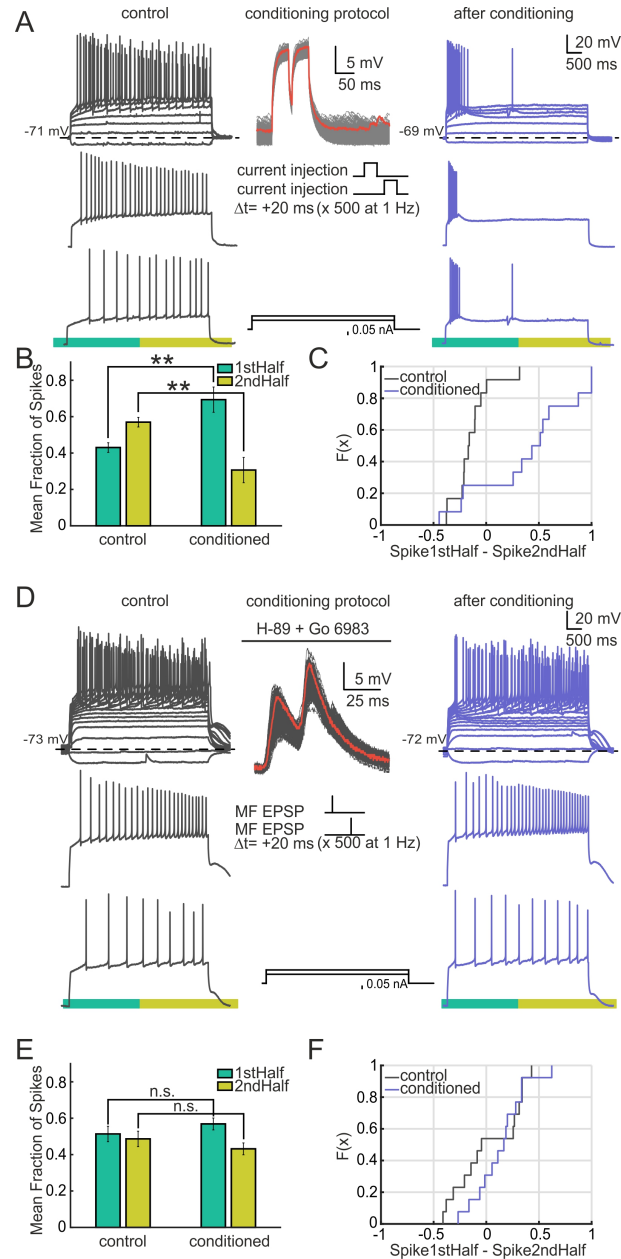 A
control
conditioning protocol
after conditioning
5 mV
50 ms
20 mV
500 ms
-71 mV
-69 mV
current injection
current injection
Δt= +20 ms (x 500 at 1 Hz)
0.05 nA
B
C
**
**
1stHalf
2ndHalf
Mean Fraction of Spikes
0.8
0.6
0.4
0.2
0
control
conditioned
control
conditioned
F(x)
1
0.8
0.6
0.4
0.2
0
-1
-0.5
0
0.5
1
Spike1stHalf - Spike2ndHalf
D
control
conditioning protocol
after conditioning
H-89 + Go 6983
5 mV
25 ms
20 mV
500 ms
-73 mV
-72 mV
MF EPSP
MF EPSP
Δt= +20 ms (x 500 at 1 Hz)
0.05 nA
E
F
n.s.
n.s.
1stHalf
2ndHalf
Mean Fraction of Spikes
0.8
0.6
0.4
0.2
0
control
conditioned
control
conditioned
F(x)
1
0.8
0.6
0.4
0.2
0
-1
-0.5
0
0.5
1
Spike1stHalf - Spike2ndHalf